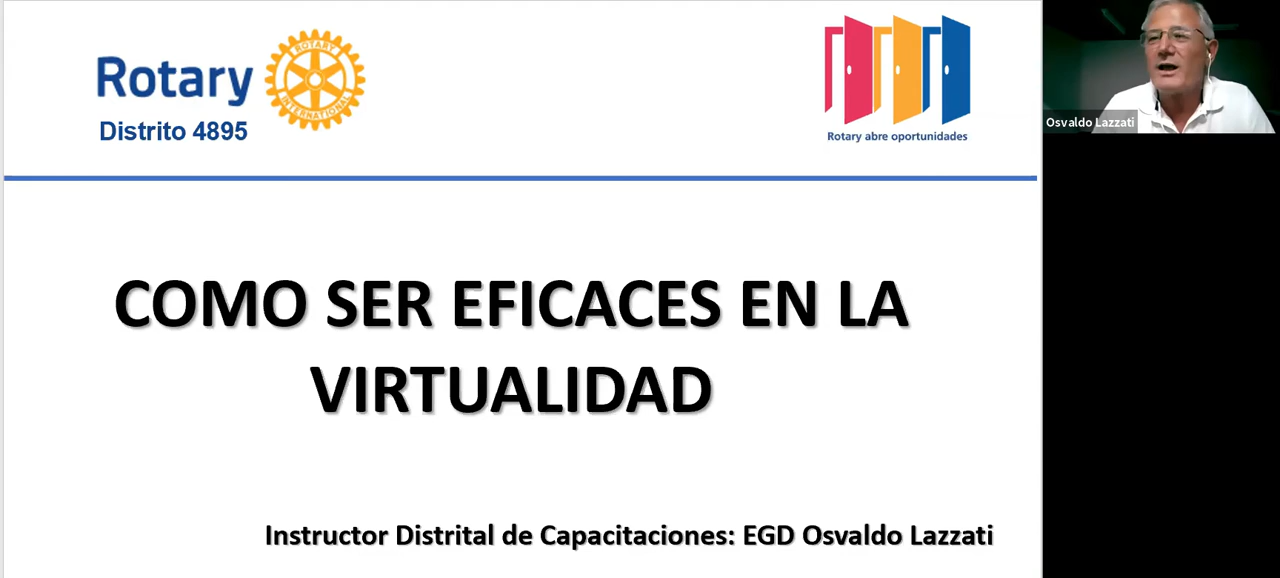 Rotary
ROTARY
INTERNATIONAL
Distrito 4895
Rotary abre oportunidades
Osvaldo Lazzati
COMO SER EFICACES EN LA
VIRTUALIDAD
Instructor Distrital de Capacitaciones: EGD Osvaldo Lazzati